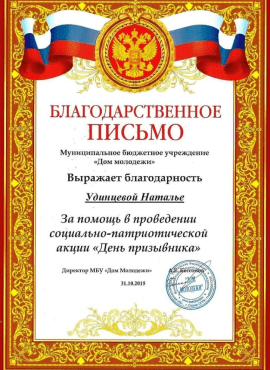 БЛАГОДАРСТВЕННОЕ
ПИСЬМО
Муниципальное бюджетное учреждение
«Дом молодежи»
Выражает благодарность
Удинцевой Наталье
За помощь в проведении
социально-патриотической
акции «День призывника»
Директор МБУ «Дом Молодежи»
31.10.2015